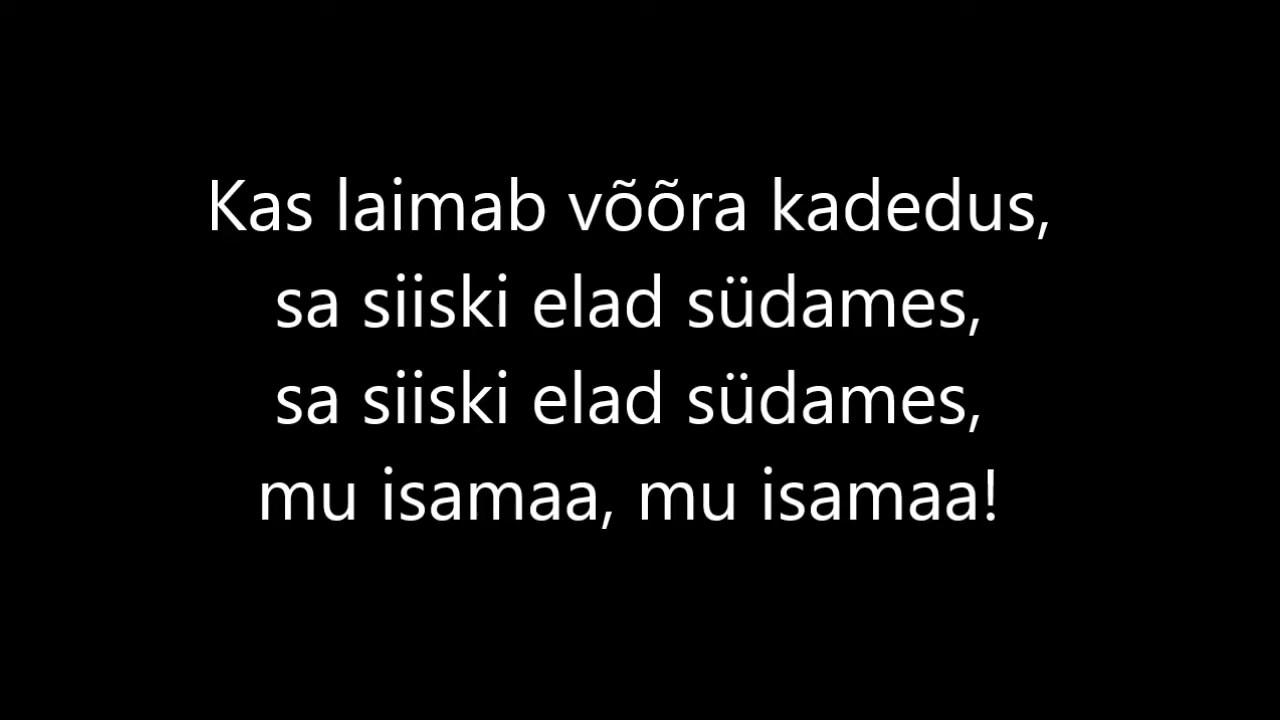 Kas laimab võõra kadedus,
sa siiski elad südames,
sa siiski elad südames,
mu isamaa, mu isamaa!